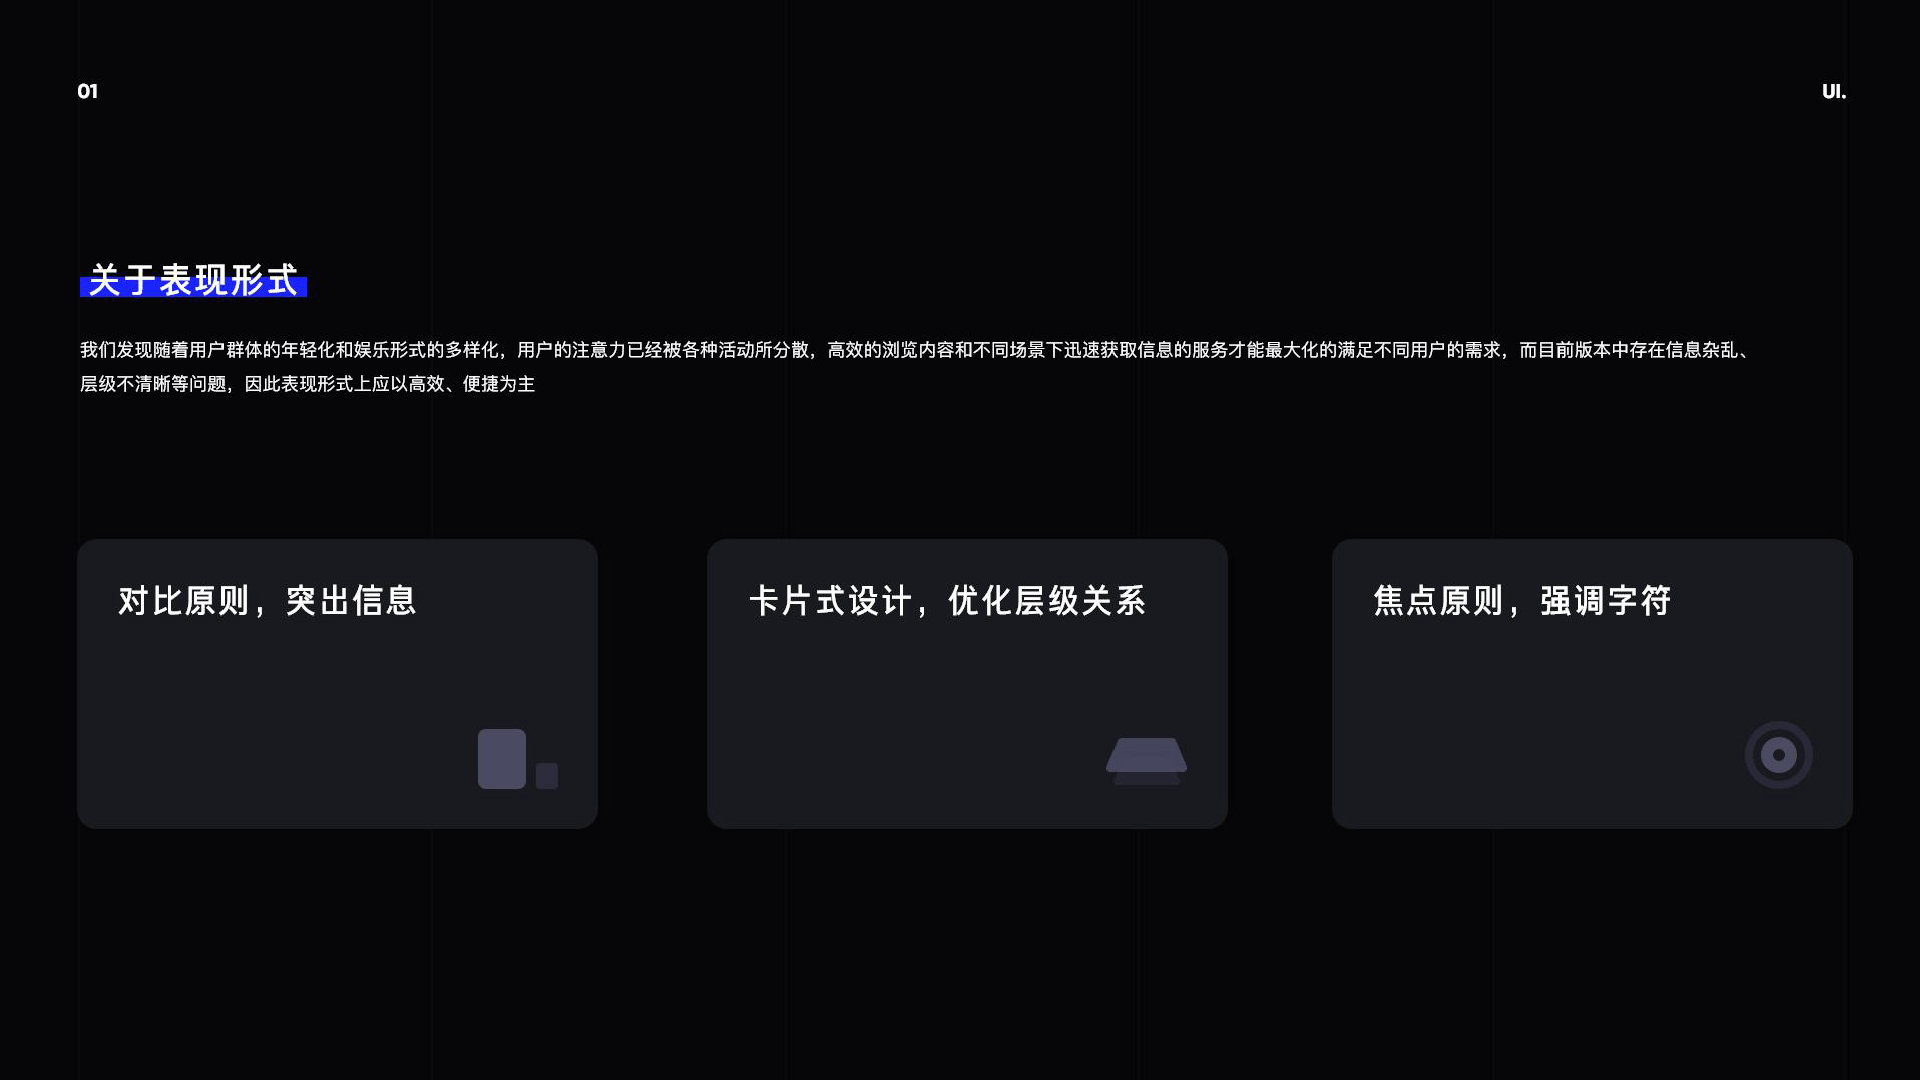 01
UI.
关于表现形式
我们发现随着用户群体的年轻化和娱乐形式的多样化，用户的注意力已经被各种活动所分散，高效的浏览内容和不同场景下迅速获取信息的服务才能最大化的满足不同用户的需求，而目前版本中存在信息杂乱、
层级不清晰等问题，因此表现形式上应以高效、便捷为主
对比原则，突出信息
卡片式设计，优化层级关系
焦点原则，强调字符